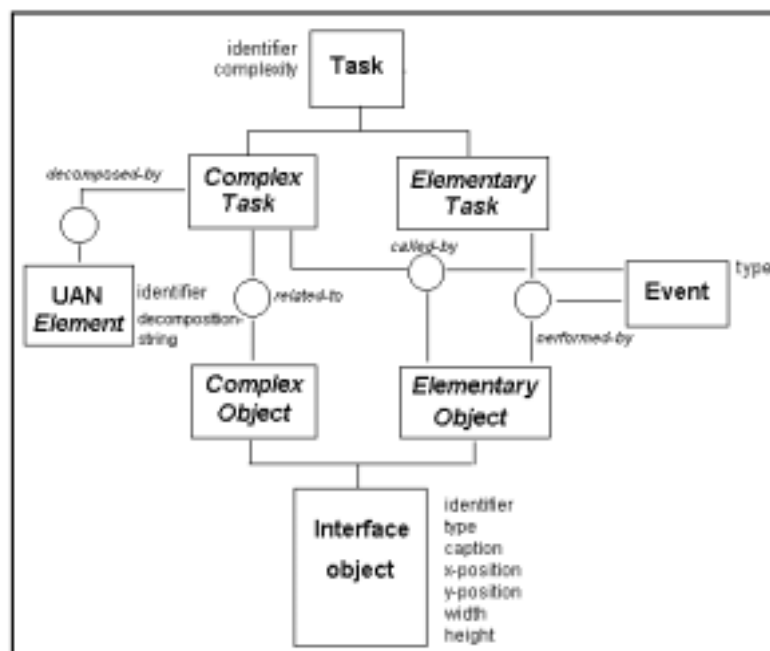 identifier
complexity
Task
decomposed-by
Complex
Task
Elementary
Task
called-by
UAN
Element
identifier
decomposition-
string
related-to
Event
type
performed-by
Complex
Object
Elementary
Object
Interface
object
identifier
type
caption
x-position
y-position
width
height